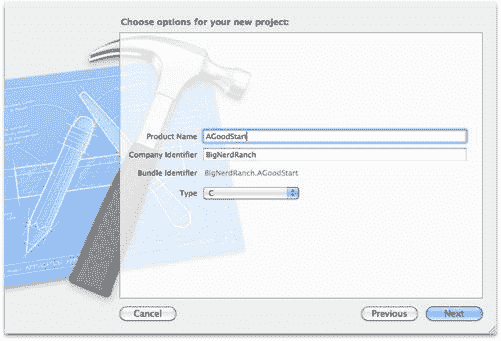 Choose options for your new project:
Product Name AGoodStart
Company Identifier BigNerdRanch
Bundle Identifier BigNerdRanch.AGoodStart
Type C
Cancel Previous Next